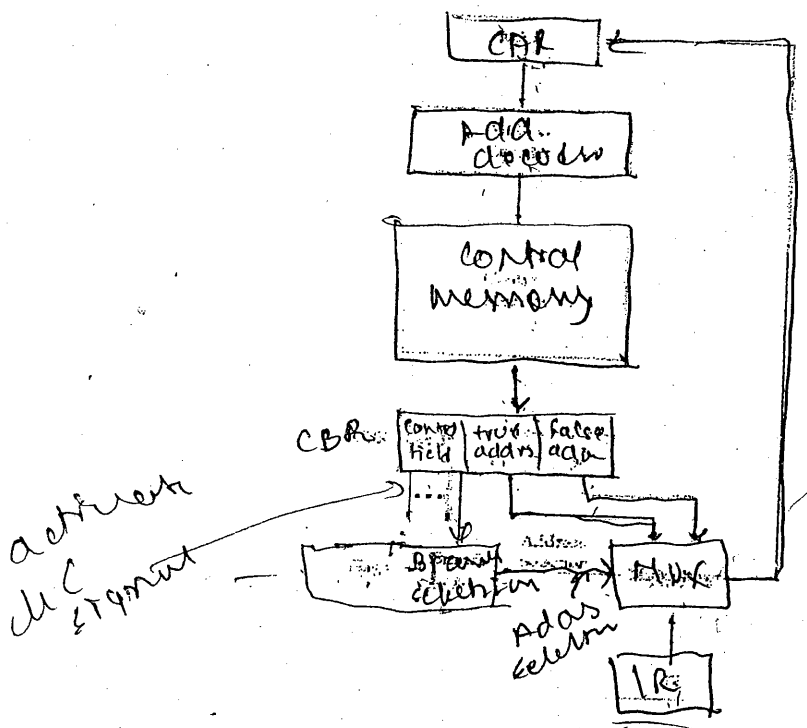 CAR
Add.
decoder
Control
memory
CBR
control
field
true
addrs
false
addr
activate
MC
signal
Branch
selection
Address
Addrs
selection
MUX
IR